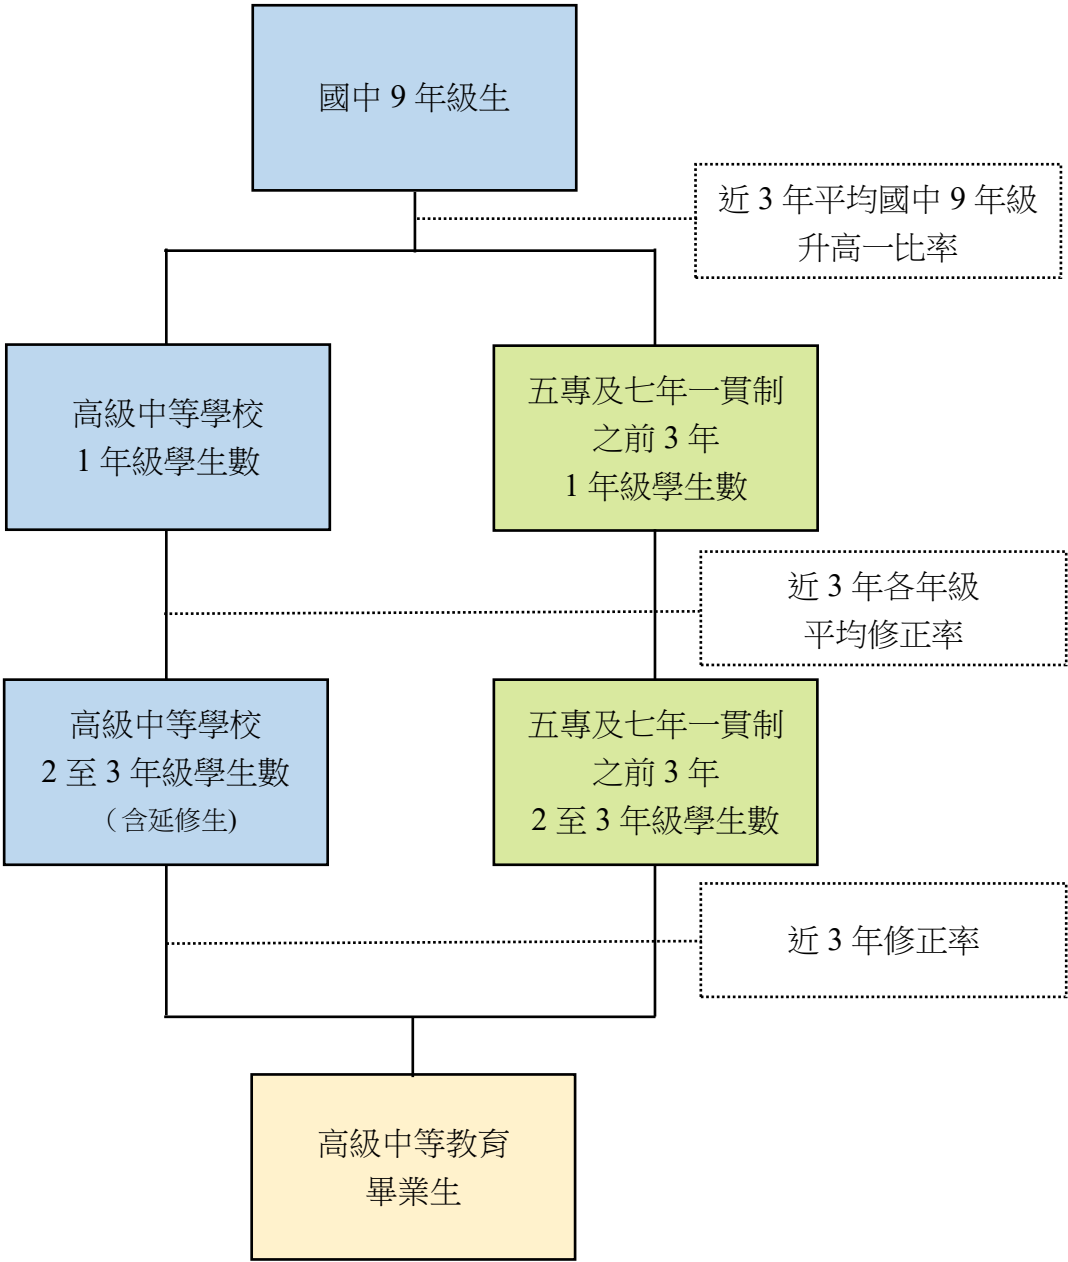 國中 9 年級生
近 3 年平均國中 9 年級
升高一比率
高級中等學校
1 年級學生數
五專及七年一貫制
之前 3 年
1 年級學生數
近 3 年各年級
平均修正率
高級中等學校
2 至 3 年級學生數
（含延修生)
五專及七年一貫制
之前 3 年
2 至 3 年級學生數
近 3 年修正率
高級中等教育
畢業生